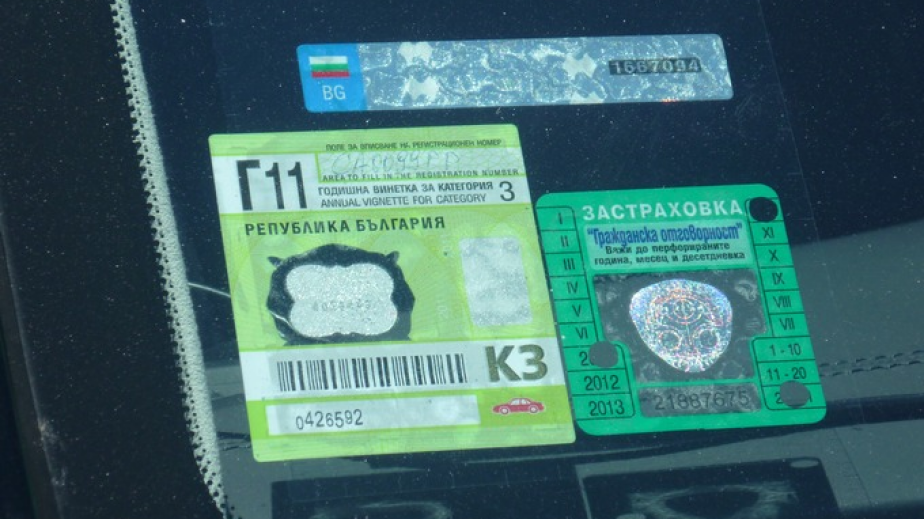 1557094
BG
ПОЛЕ ЗА ВПИСВАНЕ НА РЕГИСТРАЦИОНЕН НОМЕР
AREA TO FILL IN THE REGISTRATION NUMBER
Г11
ГОДИШНА ВИНЕТКА ЗА КАТЕГОРИЯ 3
ANNUAL VIGNETTE FOR CATEGORY
РЕПУБЛИКА БЪЛГАРИЯ
К3
0426592
ЗАСТРАХОВКА
"Гражданска отговорност"
Важи до перфорираните
година, месец и десетдневка
I
II
III
IV
V
VI
2012
2013
XI
X
IX
VIII
VII
1-10
11-20
21887675